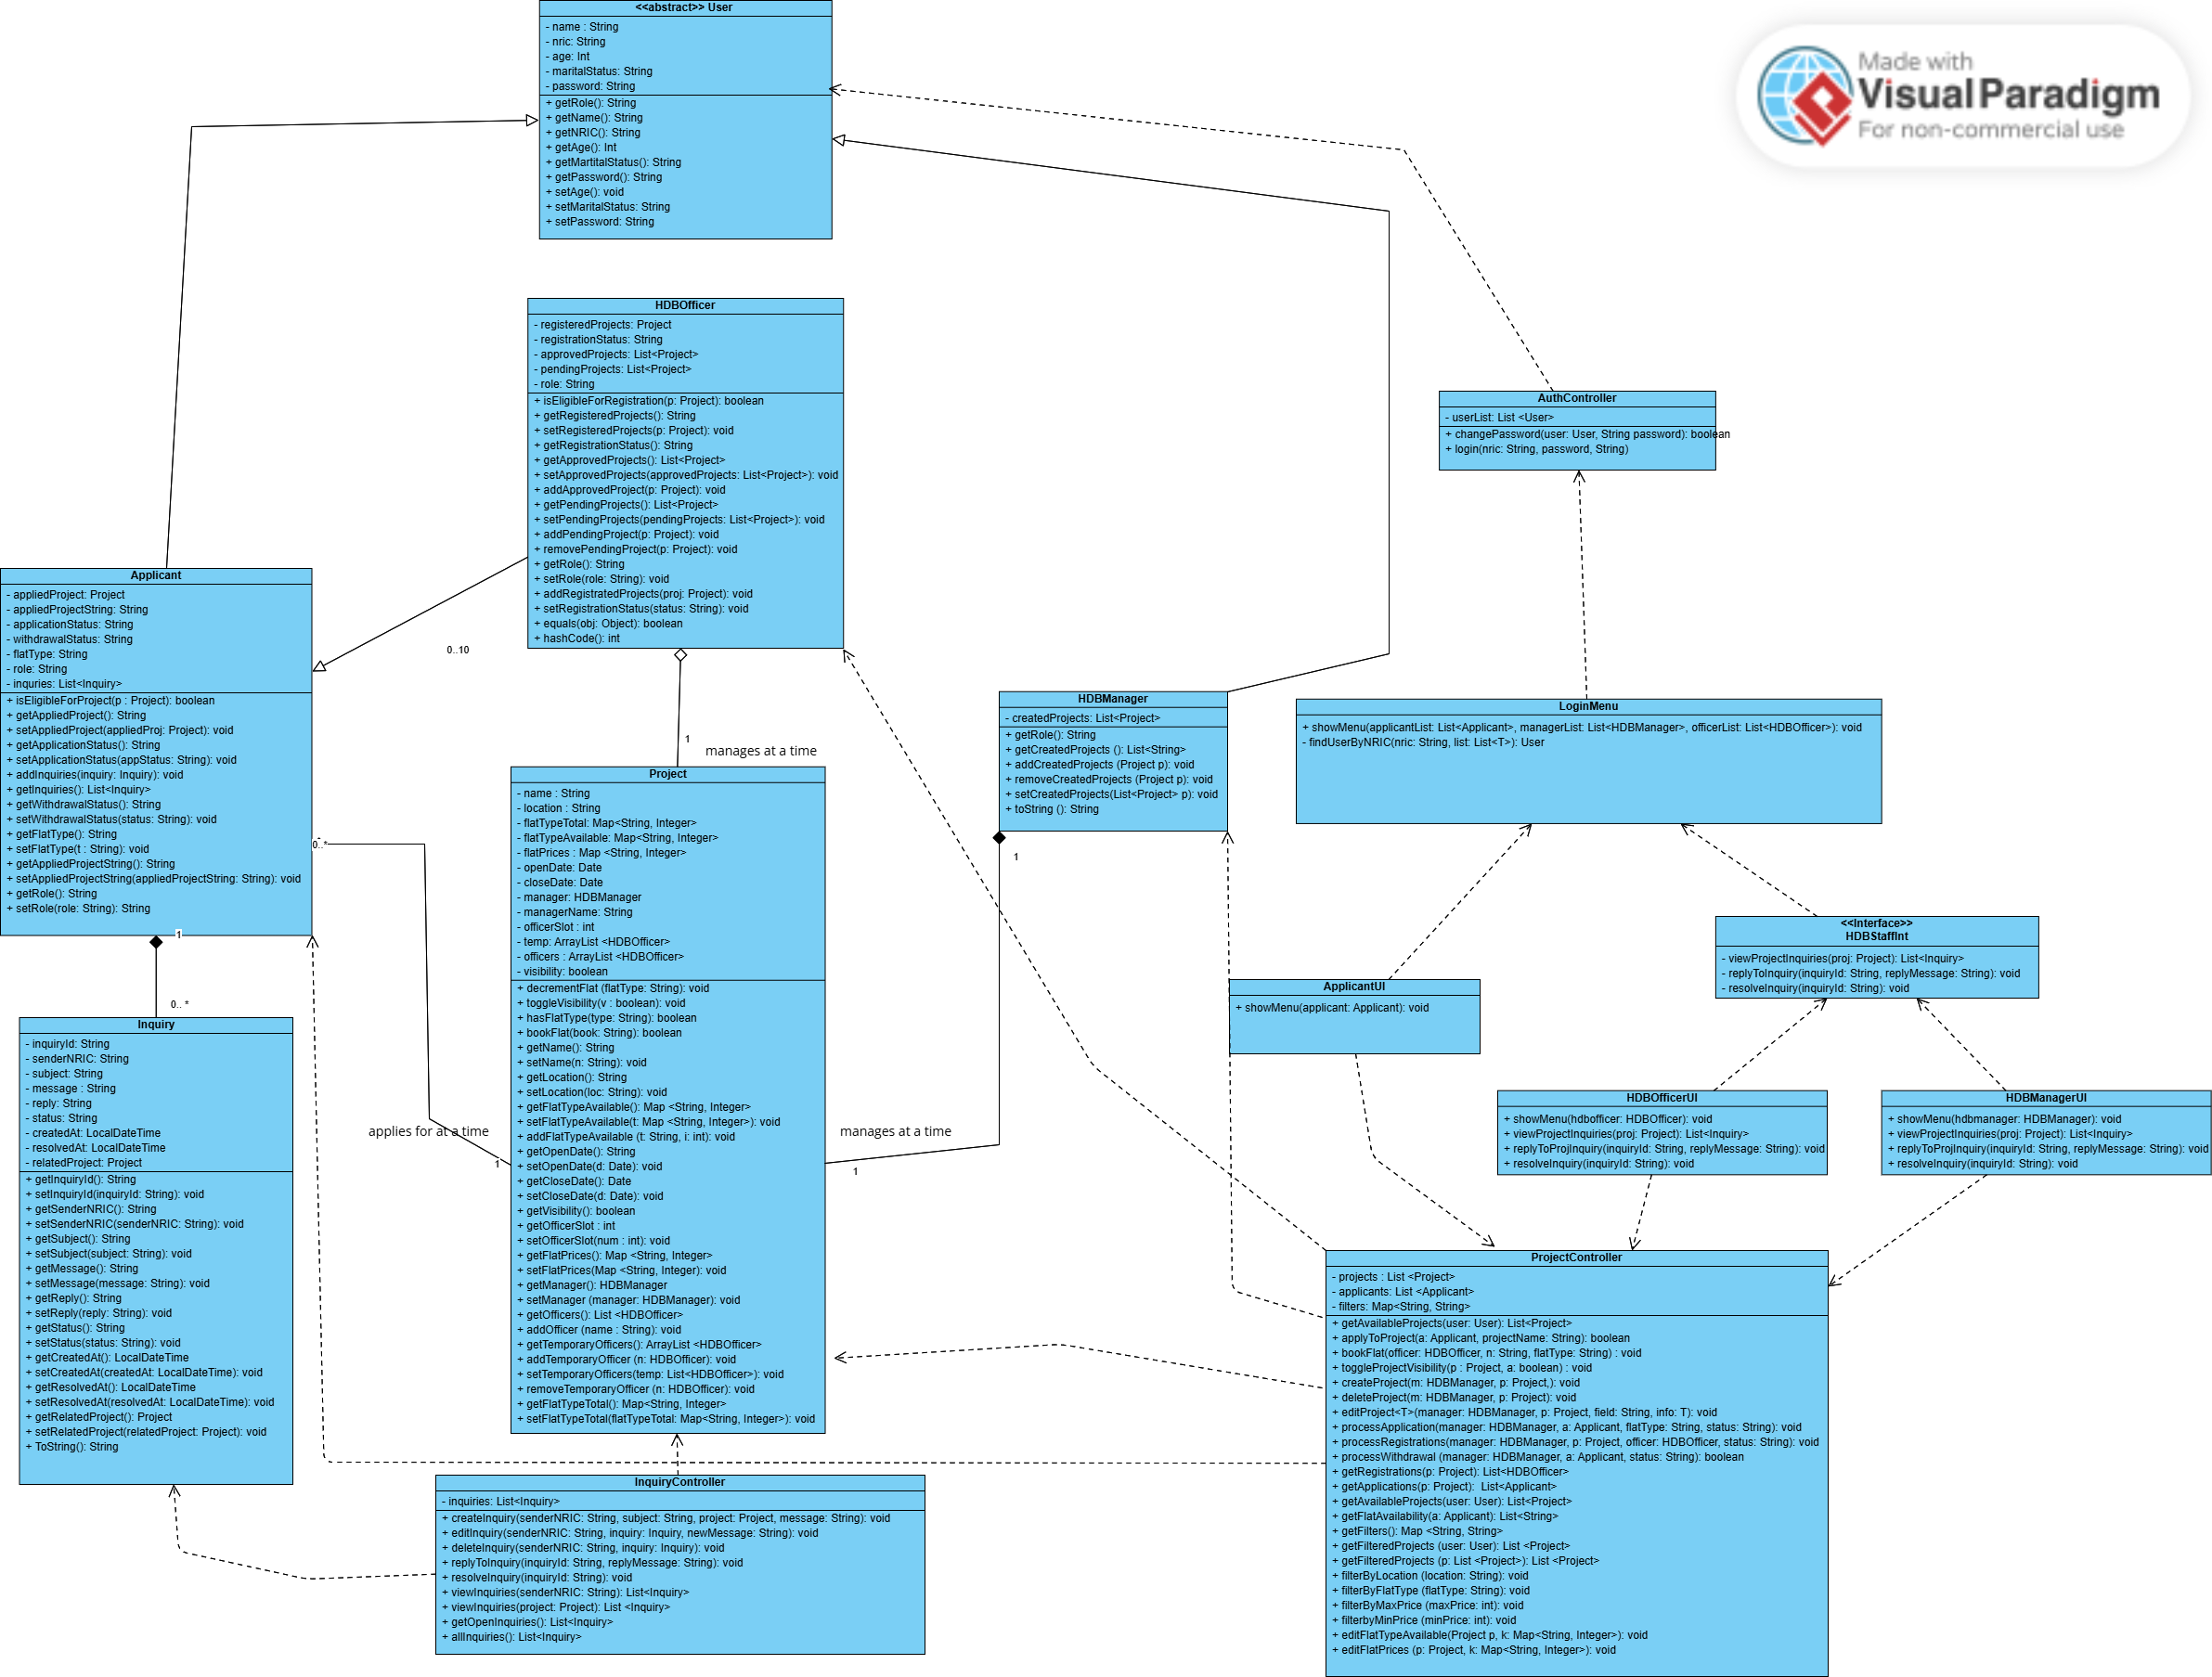 <<abstract>> User
- name : String
- nric: String
- age: Int
- maritalStatus: String
- password: String
+ getRole(): String
+ getName(): String
+ getNRIC(): String
+ getAge(): Int
+ getMartitalStatus(): String
+ getPassword(): String
+ setAge(): void
+ setMaritalStatus: String
+ setPassword: String
Made with
Visual Paradigm
For non-commercial use
HDBOfficer
- registeredProjects: Project
- registrationStatus: String
- approvedProjects: List<Project>
- pendingProjects: List<Project>
- role: String
+ isEligibleForRegistration(p: Project): boolean
+ getRegisteredProjects(): String
+ setRegisteredProjects(p: Project): void
+ getRegistrationStatus(): String
+ getApprovedProjects(): List<Project>
+ setApprovedProjects(approvedProjects: List<Project>): void
+ addApprovedProject(p: Project): void
+ getPendingProjects(): List<Project>
+ setPendingProjects(pendingProjects: List<Project>): void
+ addPendingProject(p: Project): void
+ removePendingProject(p: Project): void
+ getRole(): String
+ setRole(role: String): void
+ addRegistratedProjects(proj: Project): void
+ setRegistrationStatus(status: String): void
+ equals(obj: Object): boolean
+ hashCode(): int
AuthController
- userList: List <User>
+ changePassword(user: User, String password): boolean
+ login(nric: String, password, String)
Applicant
- appliedProject: Project
- appliedProjectString: String
- applicationStatus: String
- withdrawalStatus: String
- flatType: String
- role: String
- inquries: List<Inquiry>
+ isEligibleForProject(p : Project): boolean
+ getAppliedProject(): String
+ setAppliedProject(appliedProj: Project): void
+ getApplicationStatus(): String
+ setApplicationStatus(appStatus: String): void
+ addInquiries(inquiry: Inquiry): void
+ getInquiries(): List<Inquiry>
+ getWithdrawalStatus(): String
+ setWithdrawalStatus(status: String): void
+ getFlatType(): String
+ setFlatType(t : String): void
+ getAppliedProjectString(): String
+ setAppliedProjectString(appliedProjectString: String): void
+ getRole(): String
+ setRole(role: String): String
0..10
1
manages at a time
0..*
1
0.. *
HDBManager
- createdProjects: List<Project>
+ getRole(): String
+ getCreatedProjects (): List<String>
+ addCreatedProjects (Project p): void
+ removeCreatedProjects (Project p): void
+ setCreatedProjects(List<Project> p): void
+ toString (): String
1
LoginMenu
+ showMenu(applicantList: List<Applicant>, managerList: List<HDBManager>, officerList: List<HDBOfficer>): void
- findUserByNRIC(nric: String, list: List<T>): User
Project
- name : String
- location : String
- flatTypeTotal: Map<String, Integer>
- flatTypeAvailable: Map<String, Integer>
- flatPrices : Map <String, Integer>
- openDate: Date
- closeDate: Date
- manager: HDBManager
- managerName: String
- officerSlot : int
- temp: ArrayList <HDBOfficer>
- officers : ArrayList <HDBOfficer>
- visibility: boolean
+ decrementFlat (flatType: String): void
+ toggleVisibility(v : boolean): void
+ hasFlatType(type: String): boolean
+ bookFlat(book: String): boolean
+ getName(): String
+ setName(n: String): void
+ getLocation(): String
+ setLocation(loc: String): void
+ getFlatTypeAvailable(): Map <String, Integer>
+ setFlatTypeAvailable(t: Map <String, Integer>): void
+ addFlatTypeAvailable (t: String, i: int): void
+ getOpenDate(): String
+ setOpenDate(d: Date): void
+ getCloseDate(): Date
+ setCloseDate(d: Date): void
+ getVisibility(): boolean
+ getOfficerSlot : int
+ setOfficerSlot(num : int): void
+ getFlatPrices(): Map <String, Integer>
+ setFlatPrices(Map <String, Integer): void
+ getManager(): HDBManager
+ setManager (manager: HDBManager): void
+ getOfficers(): List <HDBOfficer>
+ addOfficer (name : String): void
+ getTemporaryOfficers(): ArrayList <HDBOfficer>
+ addTemporaryOfficer (n: HDBOfficer): void
+ setTemporaryOfficers(temp: List<HDBOfficer>): void
+ removeTemporaryOfficer (n: HDBOfficer): void
+ getFlatTypeTotal(): Map<String, Integer>
+ setFlatTypeTotal(flatTypeTotal: Map<String, Integer>): void
applies for at a time
1
manages at a time
1
<<Interface>>
HDBStaffInt
- viewProjectInquiries(proj: Project): List<Inquiry>
- replyToInquiry(inquiryId: String, replyMessage: String): void
- resolveInquiry(inquiryId: String): void
ApplicantUI
+ showMenu(applicant: Applicant): void
HDBOfficerUI
+ showMenu(hdbofficer: HDBOfficer): void
+ viewProjectInquiries(proj: Project): List<Inquiry>
+ replyToProjInquiry(inquiryId: String, replyMessage: String): void
+ resolveInquiry(inquiryId: String): void
HDBManagerUI
+ showMenu(hdbmanager: HDBManager): void
+ viewProjectInquiries(proj: Project): List<Inquiry>
+ replyToProjInquiry(inquiryId: String, replyMessage: String): void
+ resolveInquiry(inquiryId: String): void
Inquiry
- inquiryId: String
- senderNRIC: String
- subject: String
- message : String
- reply: String
- status: String
- createdAt: LocalDateTime
- resolvedAt: LocalDateTime
- relatedProject: Project
+ getInquiryId(): String
+ setInquiryId(inquiryId: String): void
+ getSenderNRIC(): String
+ setSenderNRIC(senderNRIC: String): void
+ getSubject(): String
+ setSubject(subject: String): void
+ getMessage(): String
+ setMessage(message: String): void
+ getReply(): String
+ setReply(reply: String): void
+ getStatus(): String
+ setStatus(status: String): void
+ getCreatedAt(): LocalDateTime
+ setCreatedAt(createdAt: LocalDateTime): void
+ getResolvedAt(): LocalDateTime
+ setResolvedAt(resolvedAt: LocalDateTime): void
+ getRelatedProject(): Project
+ setRelatedProject(relatedProject: Project): void
+ ToString(): String
ProjectController
- projects : List <Project>
- applicants: List <Applicant>
- filters: Map<String, String>
+ getAvailableProjects(user: User): List<Project>
+ applyToProject(a: Applicant, projectName: String): boolean
+ bookFlat(officer: HDBOfficer, n: String, flatType: String) : void
+ toggleProjectVisibility(p : Project, a: boolean) : void
+ createProject(m: HDBManager, p: Project,): void
+ deleteProject(m: HDBManager, p: Project): void
+ editProject<T>(manager: HDBManager, p: Project, field: String, info: T): void
+ processApplication(manager: HDBManager, a: Applicant, flatType: String, status: String): void
+ processRegistrations(manager: HDBManager, p: Project, officer: HDBOfficer, status: String): void
+ processWithdrawal (manager: HDBManager, a: Applicant, status: String): boolean
+ getRegistrations(p: Project): List<HDBOfficer>
+ getApplications(p: Project): List<Applicant>
+ getAvailableProjects(user: User): List<Project>
+ getFlatAvailability(a: Applicant): List<String>
+ getFilters(): Map <String, String>
+ getFilteredProjects (user: User): List <Project>
+ getFilteredProjects (p: List <Project>): List <Project>
+ filterByLocation (location: String): void
+ filterByFlatType (flatType: String): void
+ filterByMaxPrice (maxPrice: int): void
+ filterbyMinPrice (minPrice: int): void
+ editFlatTypeAvailable(Project p, k: Map<String, Integer>): void
+ editFlatPrices (p: Project, k: Map<String, Integer>): void
InquiryController
- inquiries: List<Inquiry>
+ createInquiry(senderNRIC: String, subject: String, project: Project, message: String): void
+ editInquiry(senderNRIC: String, inquiry: Inquiry, newMessage: String): void
+ deleteInquiry(senderNRIC: String, inquiry: Inquiry): void
+ replyToInquiry(inquiryId: String, replyMessage: String): void
+ resolveInquiry(inquiryId: String): void
+ viewInquiries(senderNRIC: String): List<Inquiry>
+ viewInquiries(project: Project): List <Inquiry>
+ getOpenInquiries(): List<Inquiry>
+ allInquiries(): List<Inquiry>